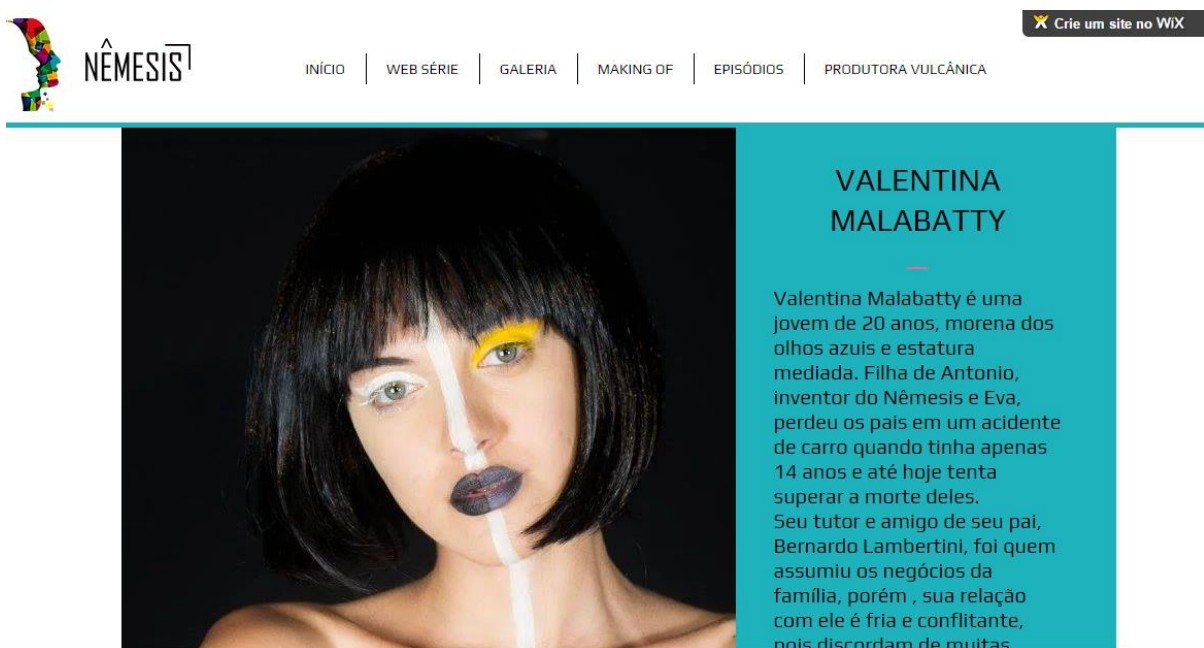 Crie um site no WiX
NÊMESIS
INÍCIO
WEB SÉRIE
GALERIA
MAKING OF
EPISÓDIOS
PRODUTORA VULCÂNICA
VALENTINA
MALABATTY
Valentina Malabatty é uma
jovem de 20 anos, morena dos
olhos azuis e estatura
mediada. Filha de Antonio,
inventor do Nêmesis e Eva,
perdeu os pais em um acidente
de carro quando tinha apenas
14 anos e até hoje tenta
superar a morte deles.
Seu tutor e amigo de seu pai,
Bernardo Lambertini, foi quem
assumiu os negócios da
família, porém , sua relação
com ele é fria e conflitante,
pois discordam de muitas